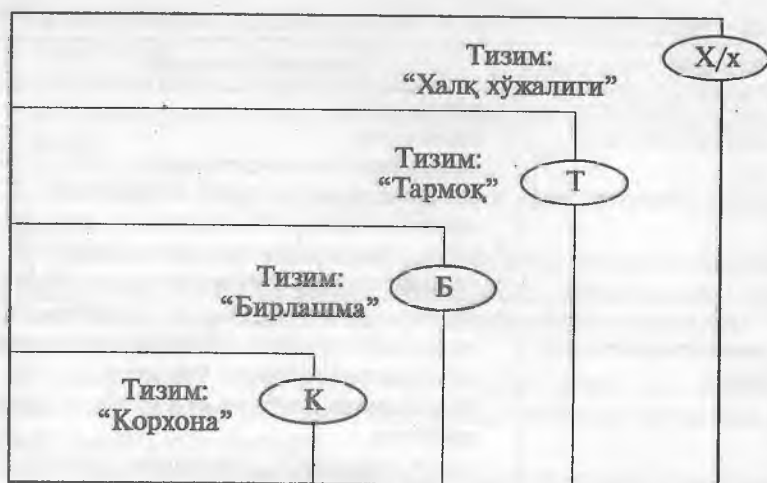 Х/х
Тизим:
“Халқ хўжалиги”
Тизим:
“Тармоқ”
Т
Тизим:
“Бирлашма”
Б
Тизим:
“Корхона”
К